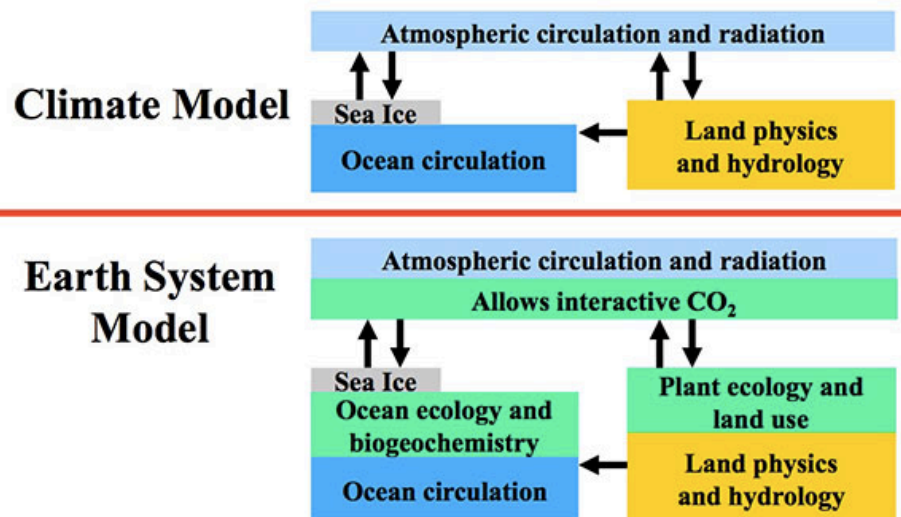 Climate Model
Atmospheric circulation and radiation
Sea Ice
Ocean circulation
Land physics
and hydrology
Earth System
Model
Atmospheric circulation and radiation
Allows interactive CO₂
Sea Ice
Ocean ecology and
biogeochemistry
Ocean circulation
Plant ecology and
land use
Land physics
and hydrology